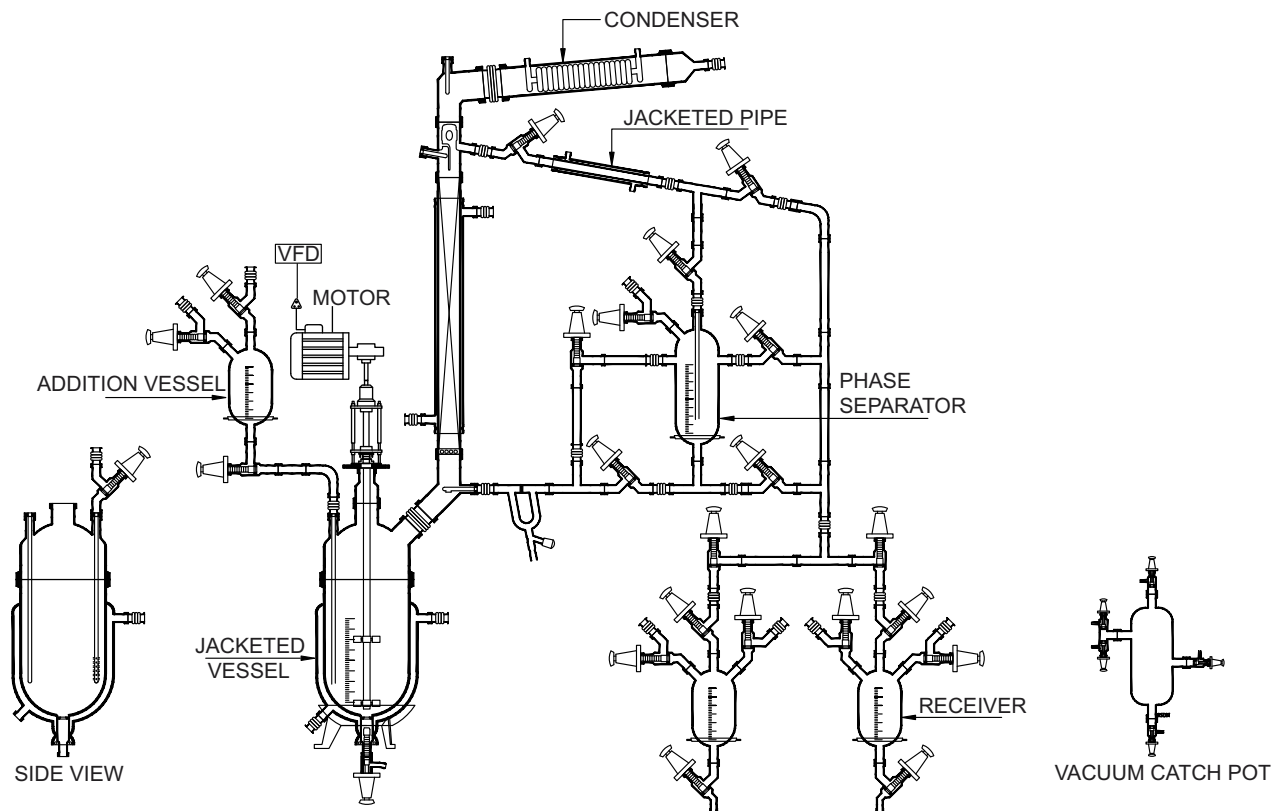 CONDENSER
JACKETED PIPE
VFD
MOTOR
ADDITION VESSEL
PHASE
SEPARATOR
JACKETED
VESSEL
RECEIVER
SIDE VIEW
VACUUM CATCH POT